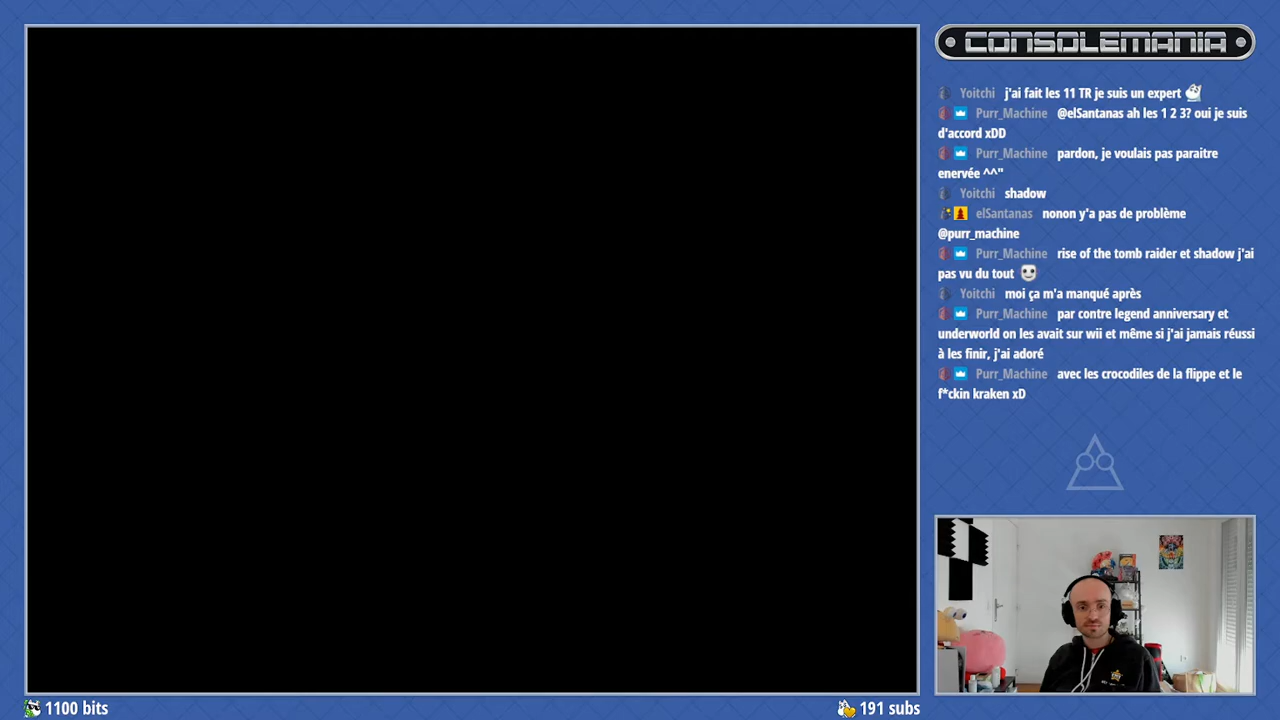 CONSOLEMANIA
Yoitchi j'ai fait les 11 TR je suis un expert
Purr_Machine @elSantanas ah les 1 2 3? oui je suis
d'accord xDD
Purr_Machine pardon, je voulais pas paraitre
enervée ^^"
Yoitchi shadow
elSantanas nonon y'a pas de problème
@purr_machine
Purr_Machine rise of the tomb raider et shadow j'ai
pas vu du tout
Yoitchi moi ça m'a manqué après
Purr_Machine par contre legend anniversary et
underworld on les avait sur wii et même si j'ai jamais réussi
à les finir, j'ai adoré
Purr_Machine avec les crocodiles de la flippe et le
f*ckin kraken xD
1100 bits
191 subs